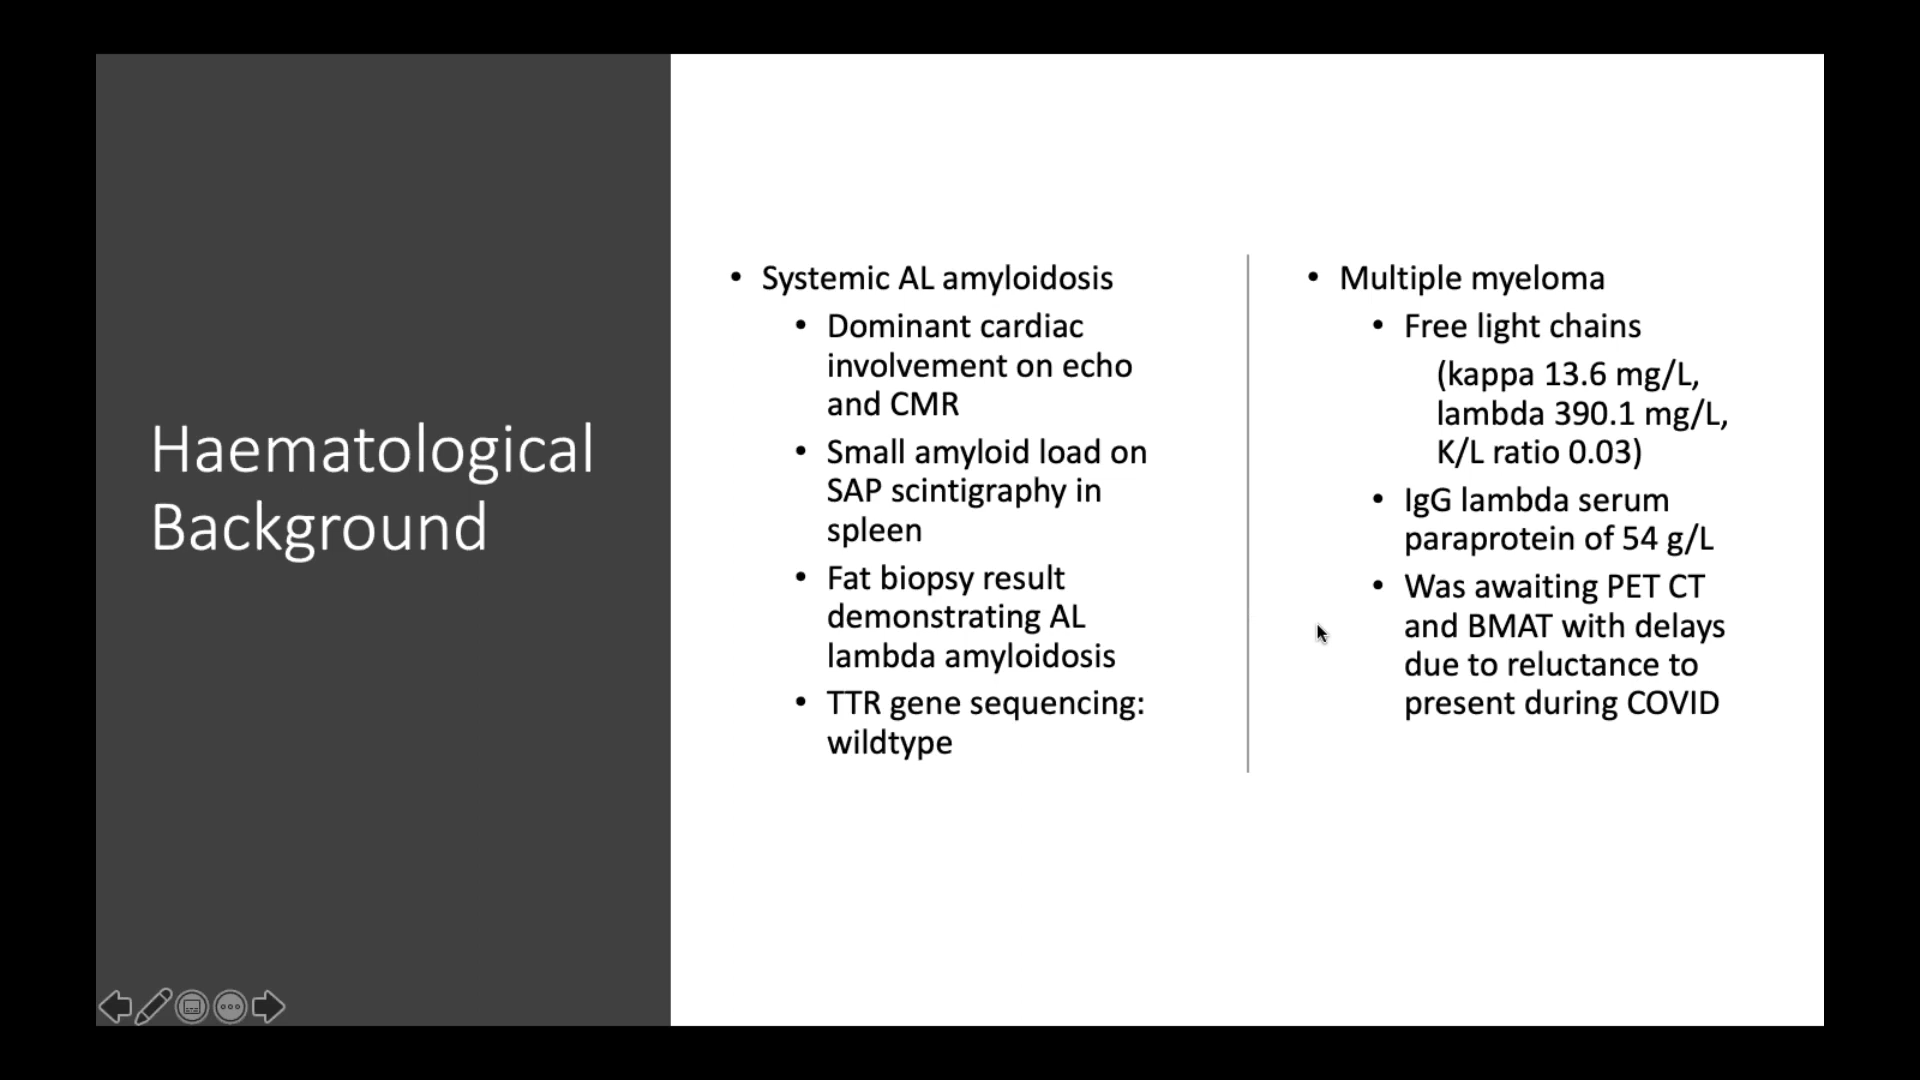 Haematological
Background
• Systemic AL amyloidosis
• Dominant cardiac
involvement on echo
and CMR
• Small amyloid load on
SAP scintigraphy in
spleen
• Fat biopsy result
demonstrating AL
lambda amyloidosis
• TTR gene sequencing:
wildtype
• Multiple myeloma
• Free light chains
(kappa 13.6 mg/L,
lambda 390.1 mg/L,
K/L ratio 0.03)
• IgG lambda serum
paraprotein of 54 g/L
• Was awaiting PET CT
and BMAT with delays
due to reluctance to
present during COVID